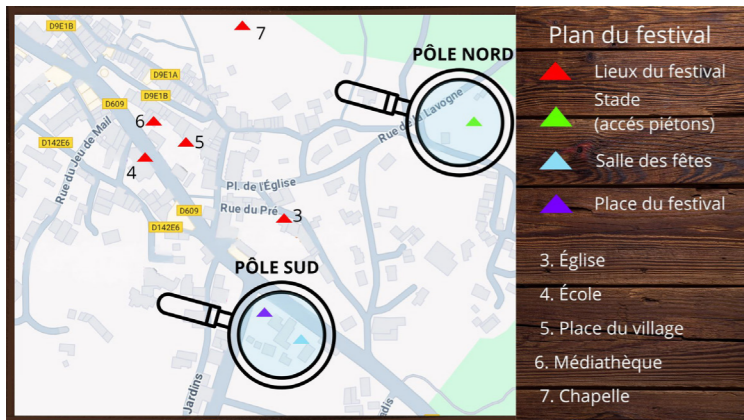 D9E1B
7
PÔLE NORD
D9E1A
D9E1B
D609
6
5
4
D142E6
Rue du Jeu de Mail
Rue de la Lavogne
Pl. de l'Église
Rue du Pré
3
D609
D142E6
PÔLE SUD
Jardins
Plan du festival
Lieux du festival
Stade
(accés piétons)
Salle des fêtes
Place du festival
3. Église
4. École
5. Place du village
6. Médiathèque
7. Chapelle